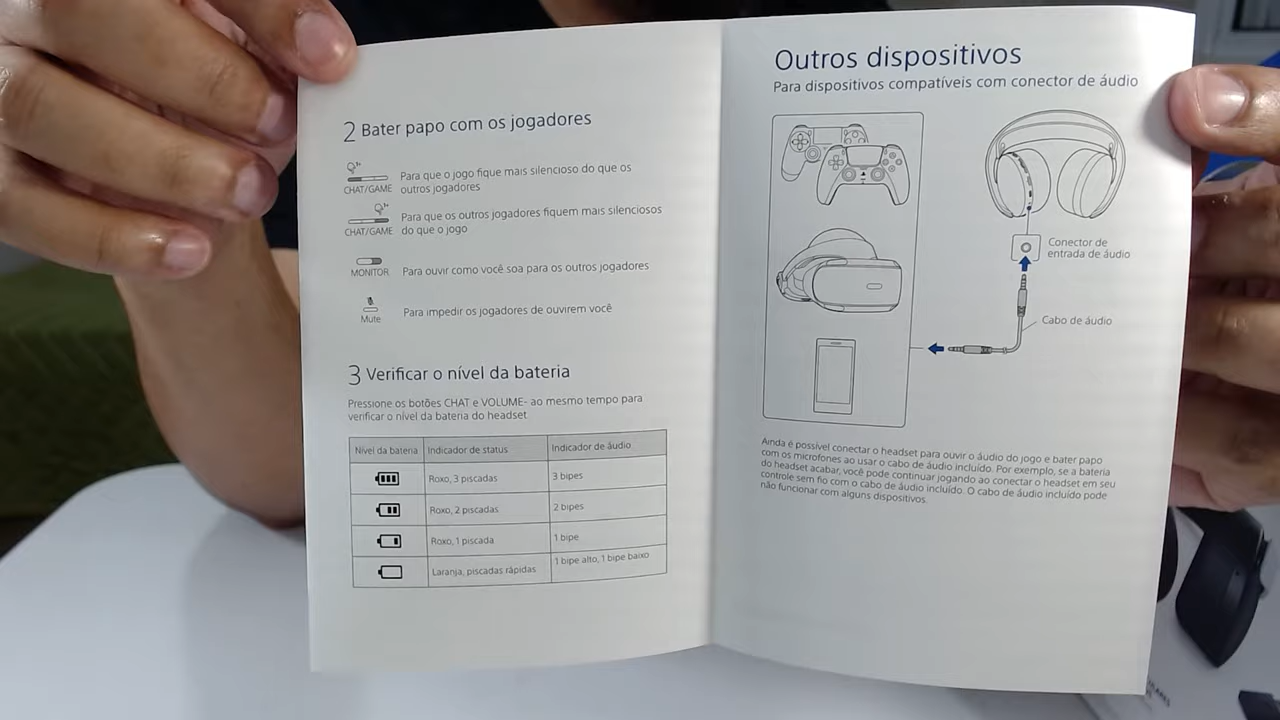 2 Bater papo com os jogadores
CHAT/GAME
Para que o jogo fique mais silencioso do que os
outros jogadores
CHAT/GAME
Para que os outros jogadores fiquem mais silenciosos
do que o jogo
MONITOR
Para ouvir como você soa para os outros jogadores
Mute
Para impedir os jogadores de ouvirem você
3 Verificar o nível da bateria
Pressione os botões CHAT e VOLUME- ao mesmo tempo para
verificar o nível da bateria do headset
Nível da bateria Indicador de status Indicador de áudio
Roxo, 3 piscadas 3 bipes
Roxo, 2 piscadas 2 bipes
Roxo, 1 piscada 1 bipe
Laranja, piscadas rápidas 1 bipe alto, 1 bipe baixo
Outros dispositivos
Para dispositivos compatíveis com conector de áudio
Conector de
entrada de áudio
Cabo de áudio
Ainda é possível conectar o headset para ouvir o áudio do jogo e bater papo
com os microfones ao usar o cabo de áudio incluído. Por exemplo, se a bateria
do headset acabar, você pode continuar jogando ao conectar o headset em seu
controle sem fio com o cabo de áudio incluído. O cabo de áudio incluído pode
não funcionar com alguns dispositivos.